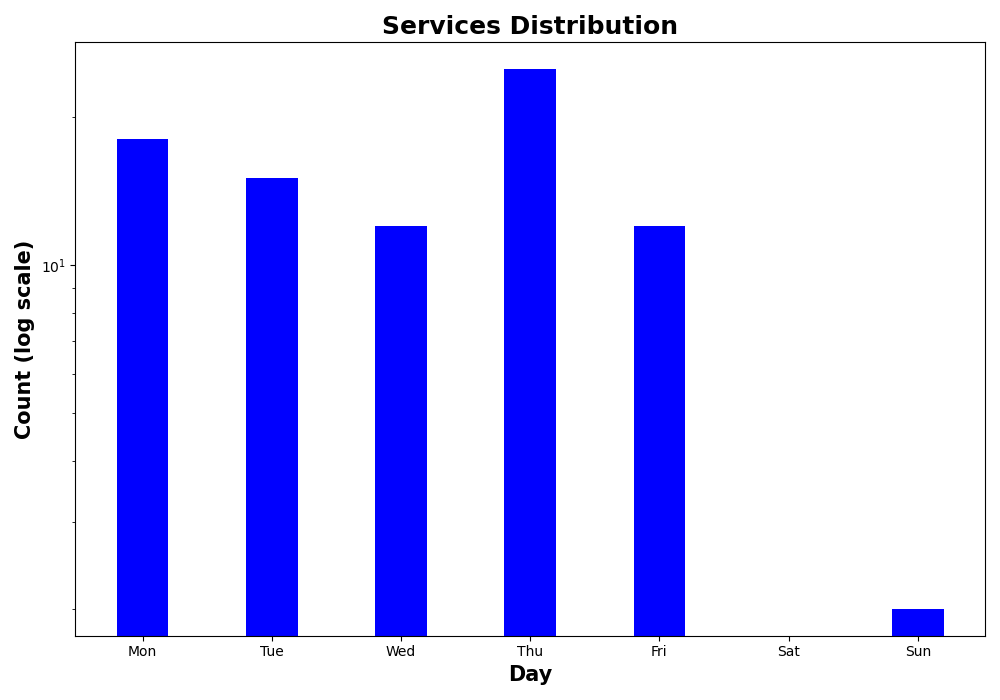 Services Distribution
Count (log scale)
10¹
Mon Tue Wed Thu Fri Sat Sun
Day